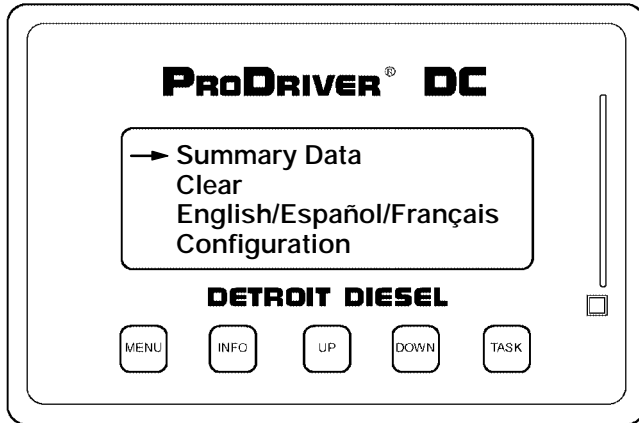 PRODRIVER® DC
Summary Data
Clear
English/Español/Français
Configuration
DETROIT DIESEL
MENU INFO UP DOWN TASK